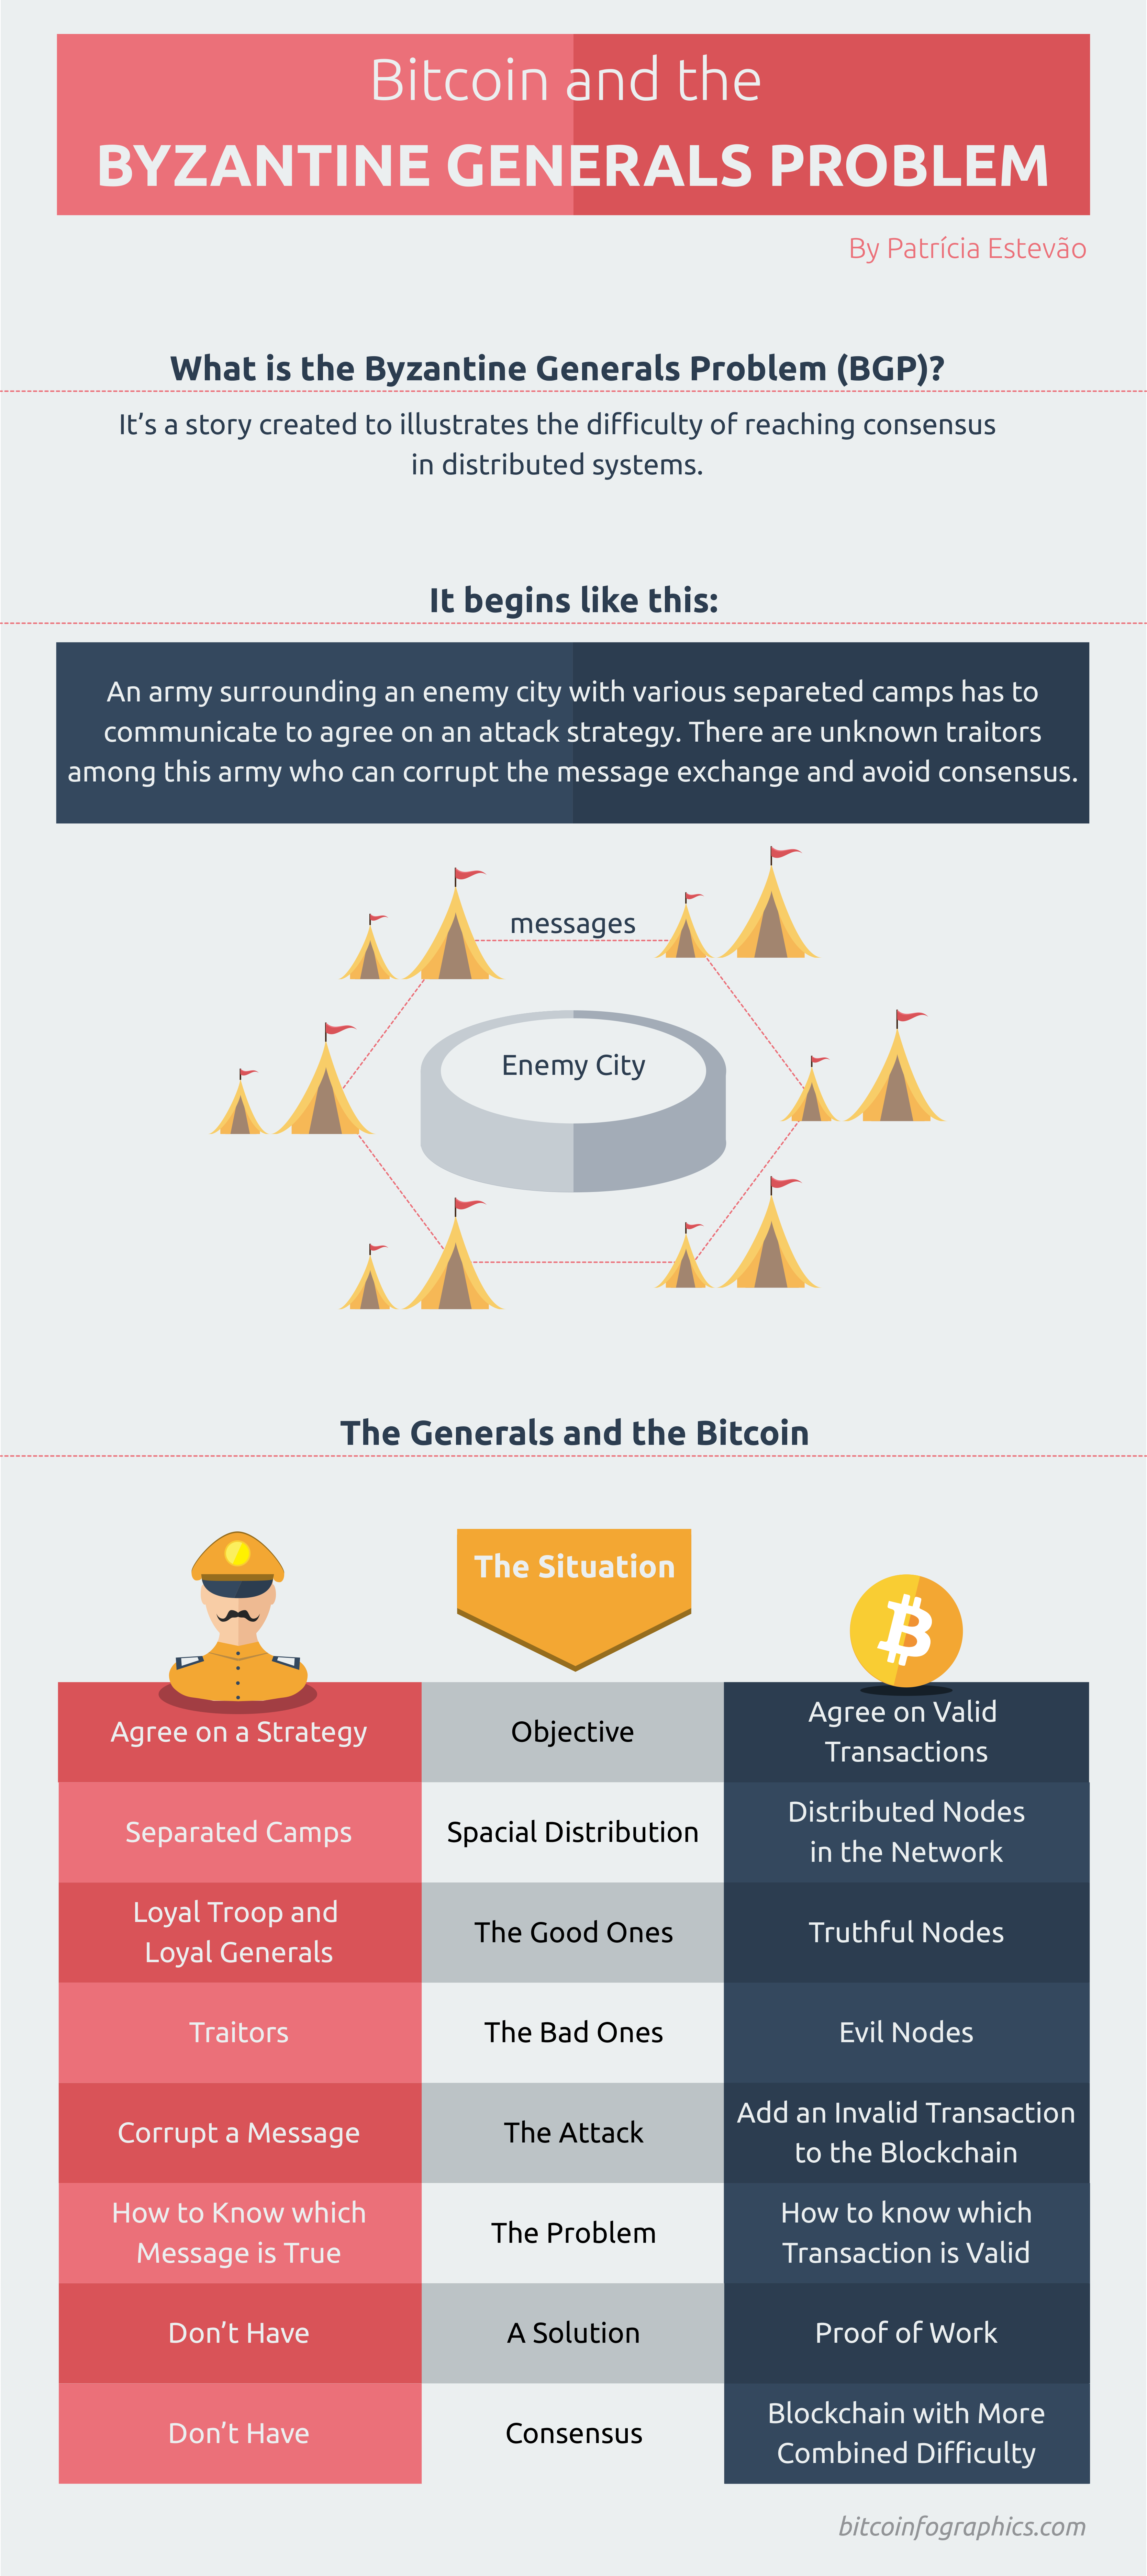 Bitcoin and the
BYZANTINE GENERALS PROBLEM
By Patrícia Estevão
What is the Byzantine Generals Problem (BGP)?
It’s a story created to illustrates the difficulty of reaching consensus
in distributed systems.
It begins like this:
An army surrounding an enemy city with various separeted camps has to
communicate to agree on an attack strategy. There are unknown traitors
among this army who can corrupt the message exchange and avoid consensus.
messages
Enemy City
The Generals and the Bitcoin
The Situation
Agree on a Strategy
Objective
Agree on Valid
Transactions
Separated Camps
Spacial Distribution
Distributed Nodes
in the Network
Loyal Troop and
Loyal Generals
The Good Ones
Truthful Nodes
Traitors
The Bad Ones
Evil Nodes
Corrupt a Message
The Attack
Add an Invalid Transaction
to the Blockchain
How to Know which
Message is True
The Problem
How to know which
Transaction is Valid
Don’t Have
A Solution
Proof of Work
Don’t Have
Consensus
Blockchain with More
Combined Difficulty
bitcoinfographics.com